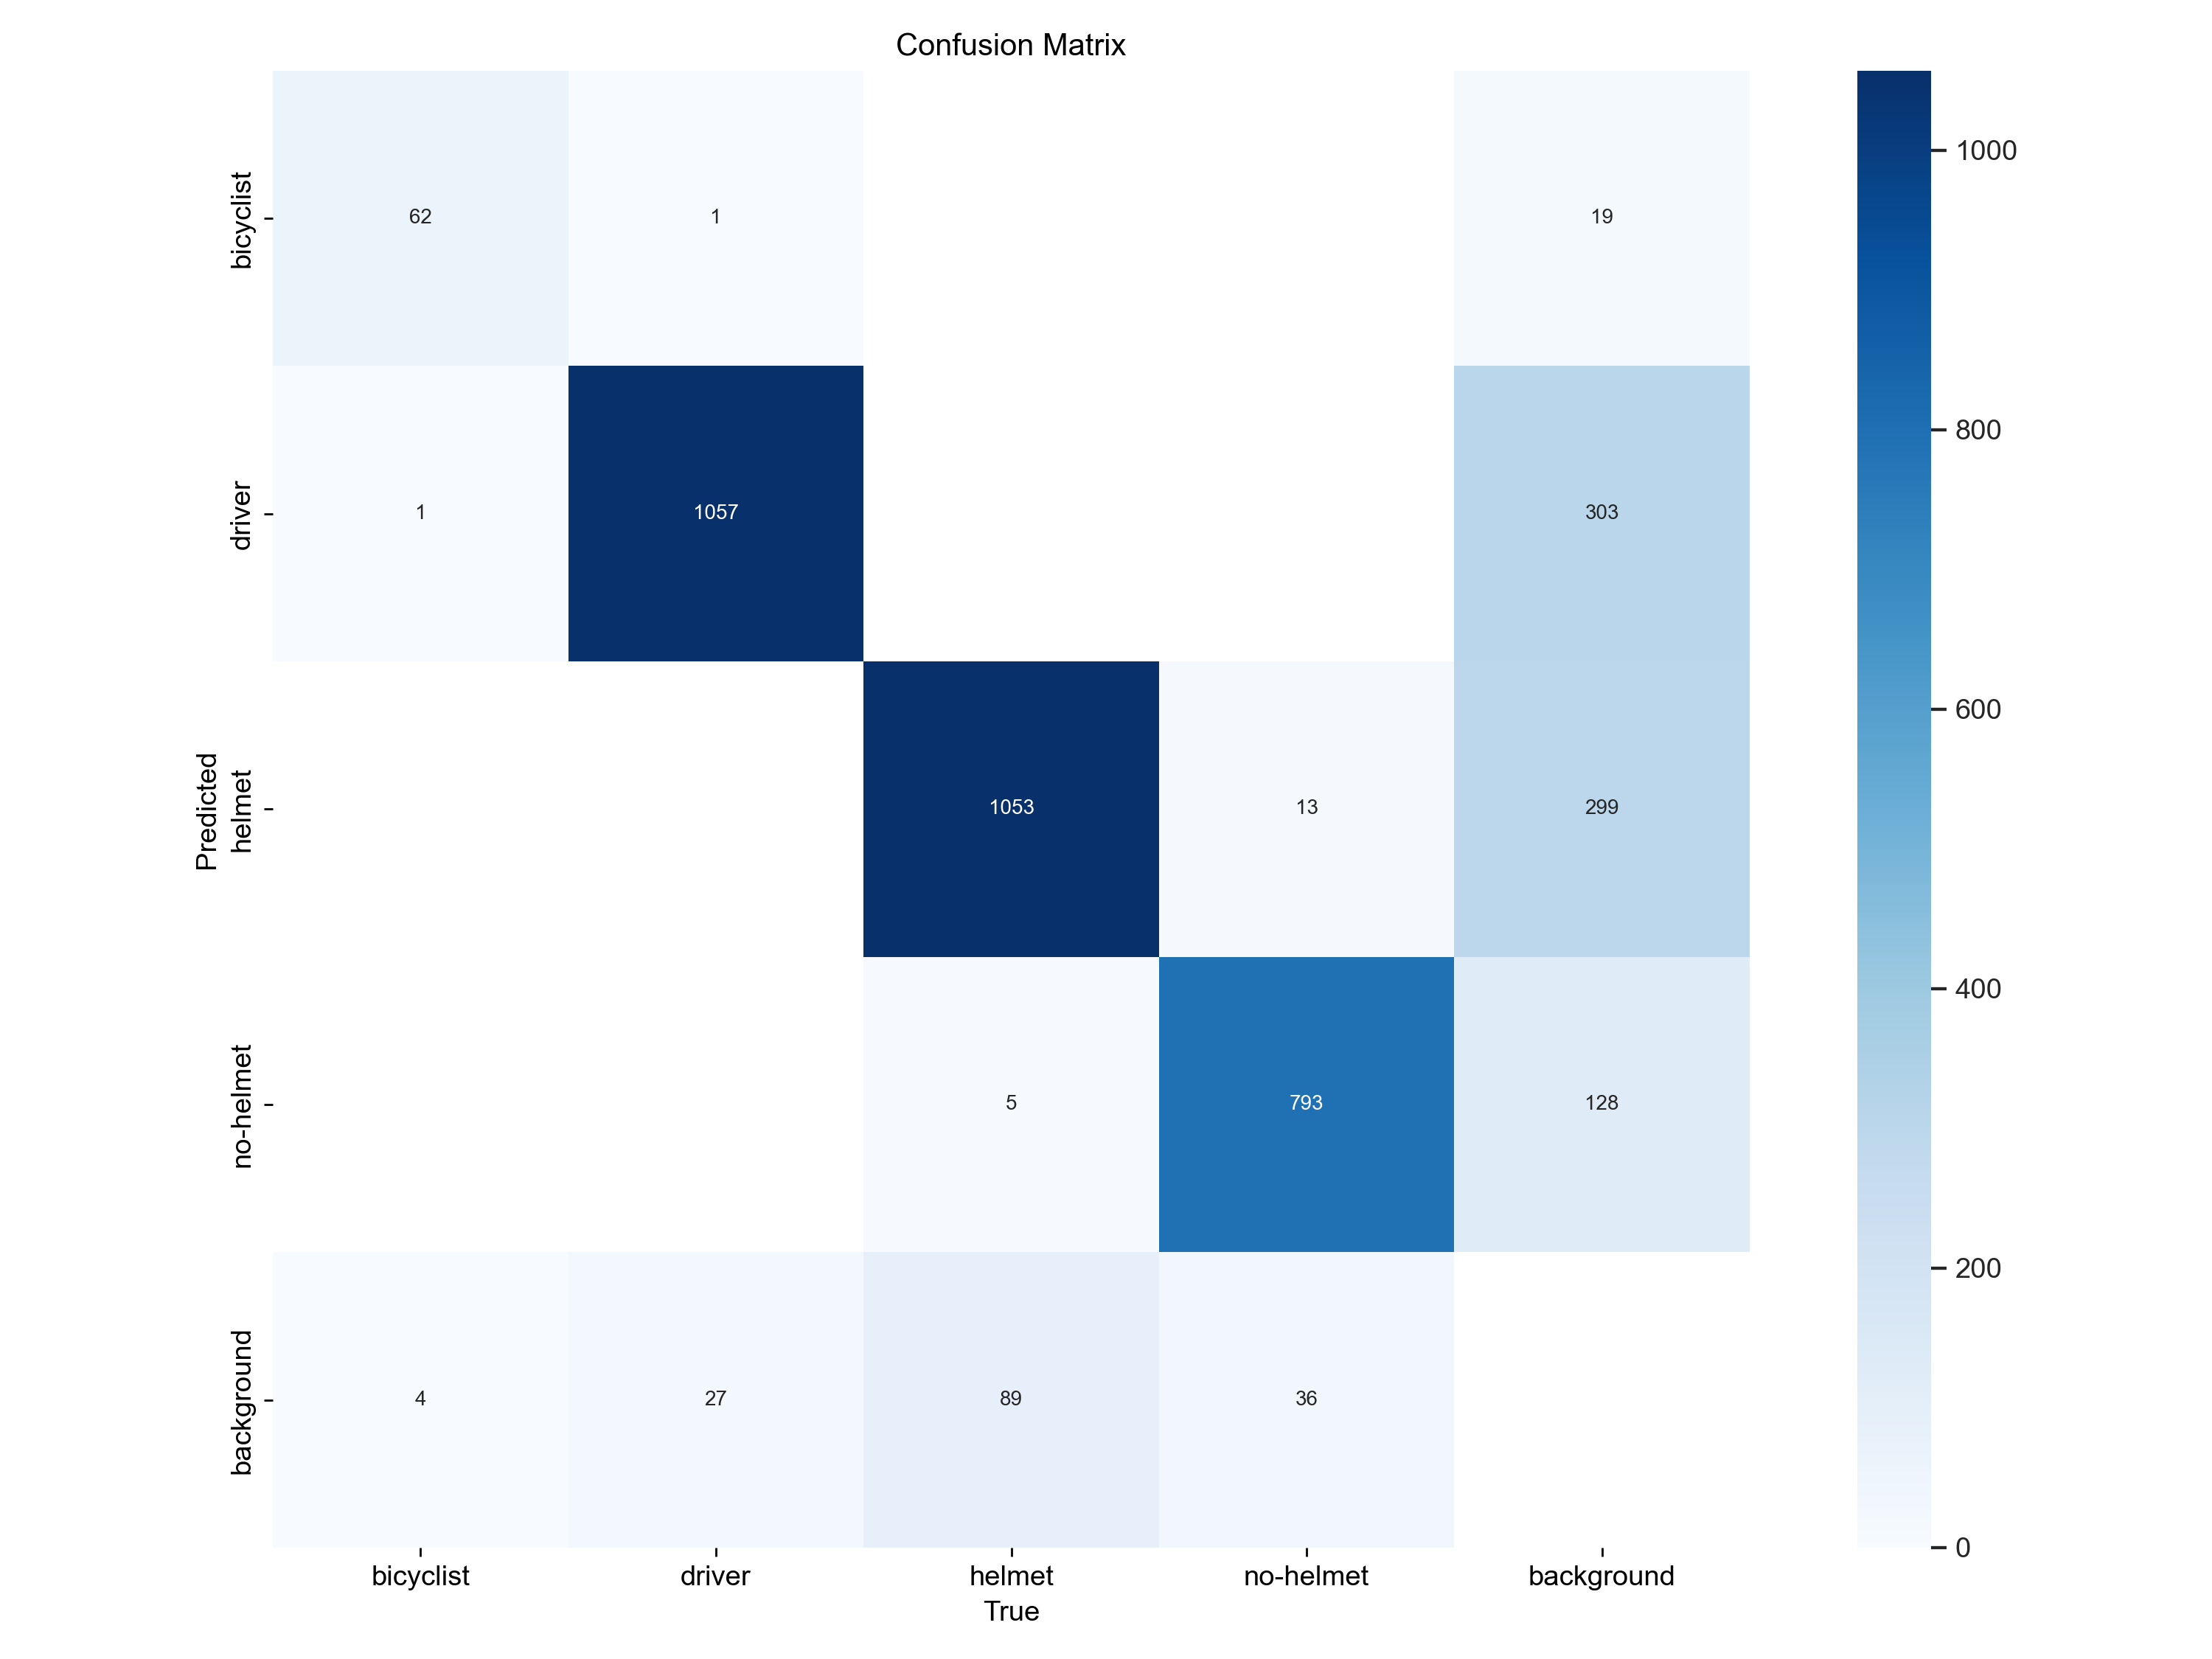 Confusion Matrix
Predicted
bicyclist 62 1 19
driver 1 1057 303
helmet 1053 13 299
no-helmet 5 793 128
background 4 27 89 36
bicyclist driver helmet no-helmet background
True
1000
800
600
400
200
0